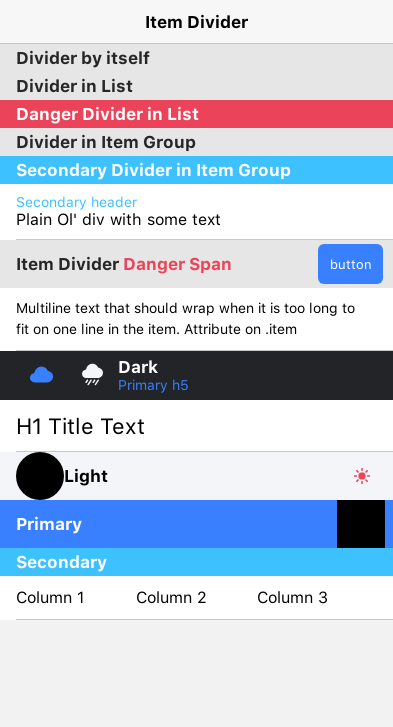 Item Divider
Divider by itself
Divider in List
Danger Divider in List
Divider in Item Group
Secondary Divider in Item Group
Secondary header
Plain Ol' div with some text
Item Divider Danger Span button
Multiline text that should wrap when it is too long to
fit on one line in the item. Attribute on .item
Dark
Primary h5
H1 Title Text
Light
Primary
Secondary
Column 1 Column 2 Column 3